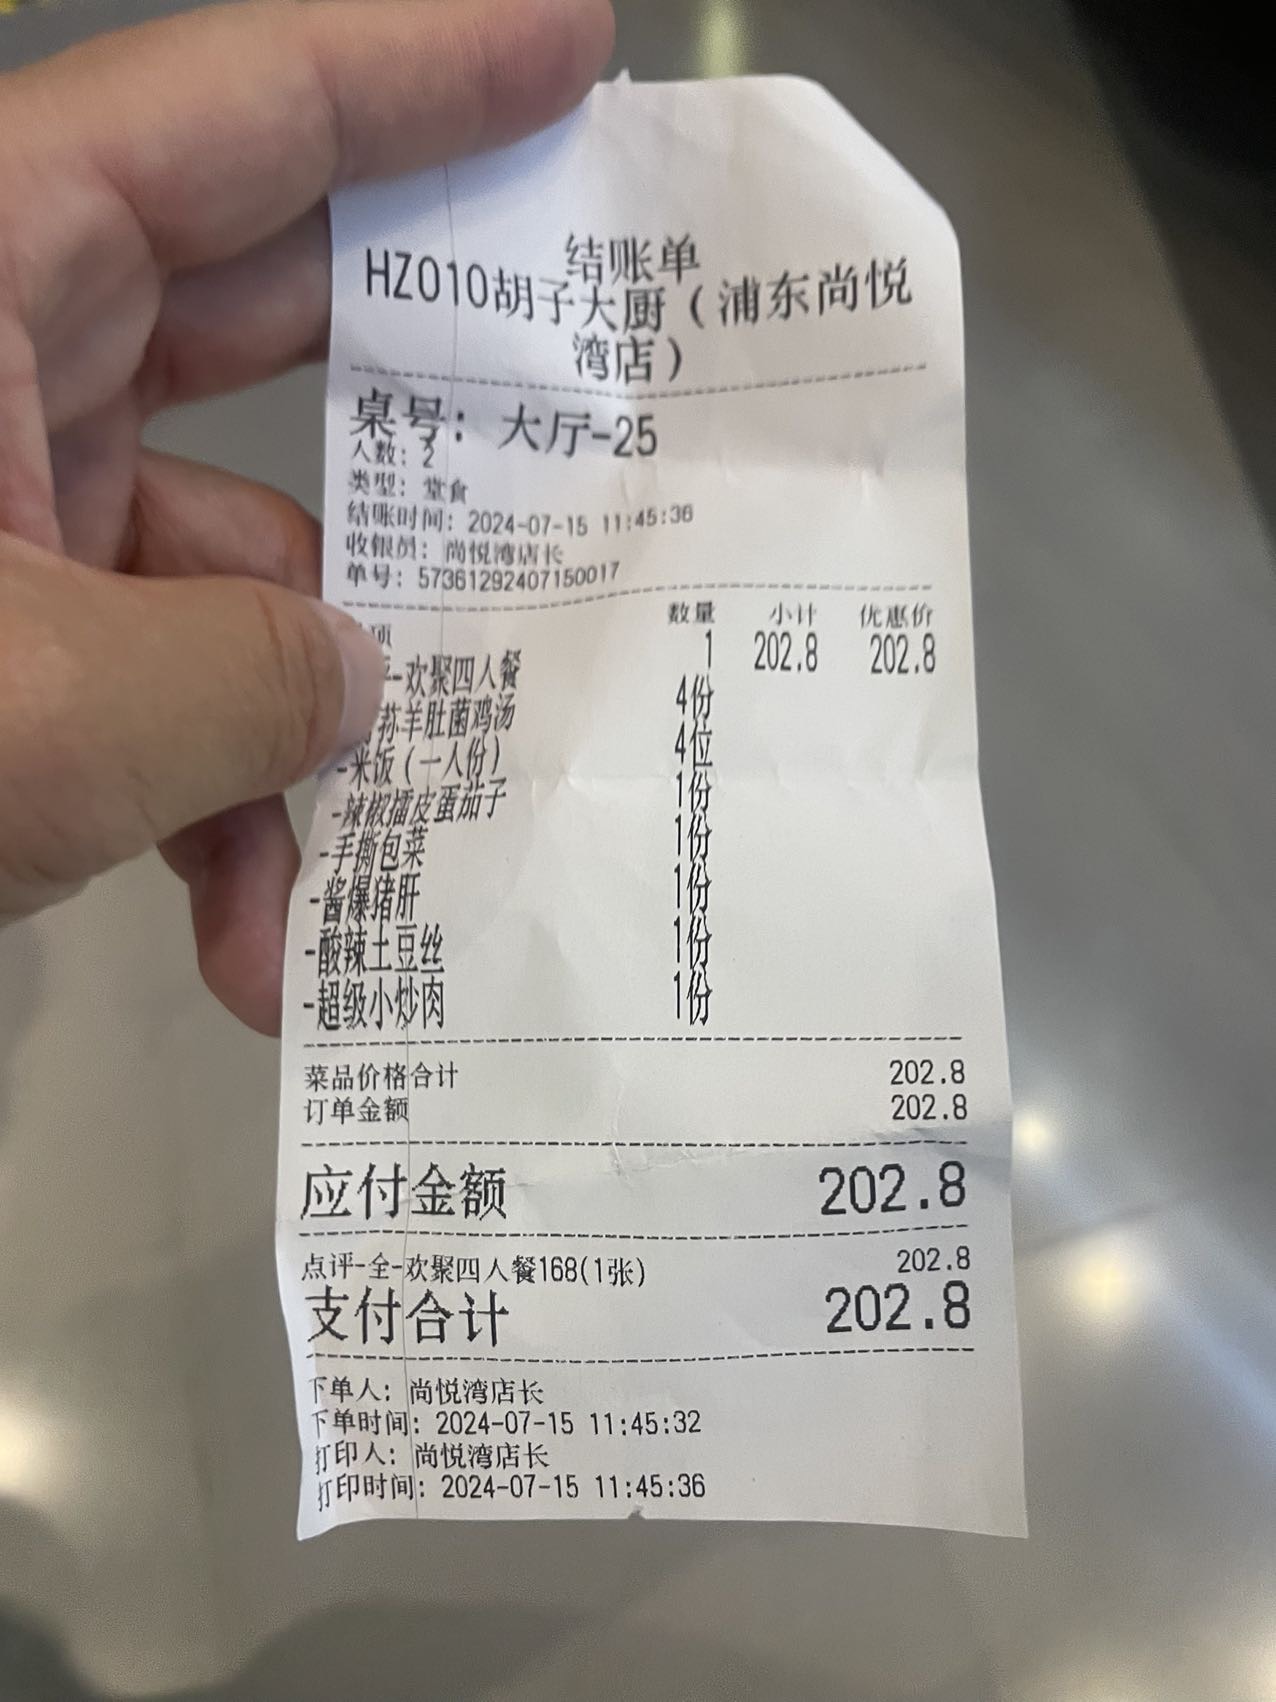 结账单
HZ010胡子大厨（浦东尚悦
湾店）
桌号：大厅-25
人数：2
类型：堂食
结账时间：2024-07-15 11:45:36
收银员：尚悦湾店长
单号：57361292407150017
项 数量 小计 优惠价
-欢聚四人餐 1 202.8 202.8
荪羊肚菌鸡汤 4份
-米饭（一人份） 4位
-辣椒擂皮蛋茄子 1份
-手撕包菜 1份
-酱爆猪肝 1份
-酸辣土豆丝 1份
-超级小炒肉 1份
菜品价格合计 202.8
订单金额 202.8
应付金额 202.8
点评-全-欢聚四人餐168(1张) 202.8
支付合计 202.8
下单人：尚悦湾店长
下单时间：2024-07-15 11:45:32
打印人：尚悦湾店长
打印时间：2024-07-15 11:45:36